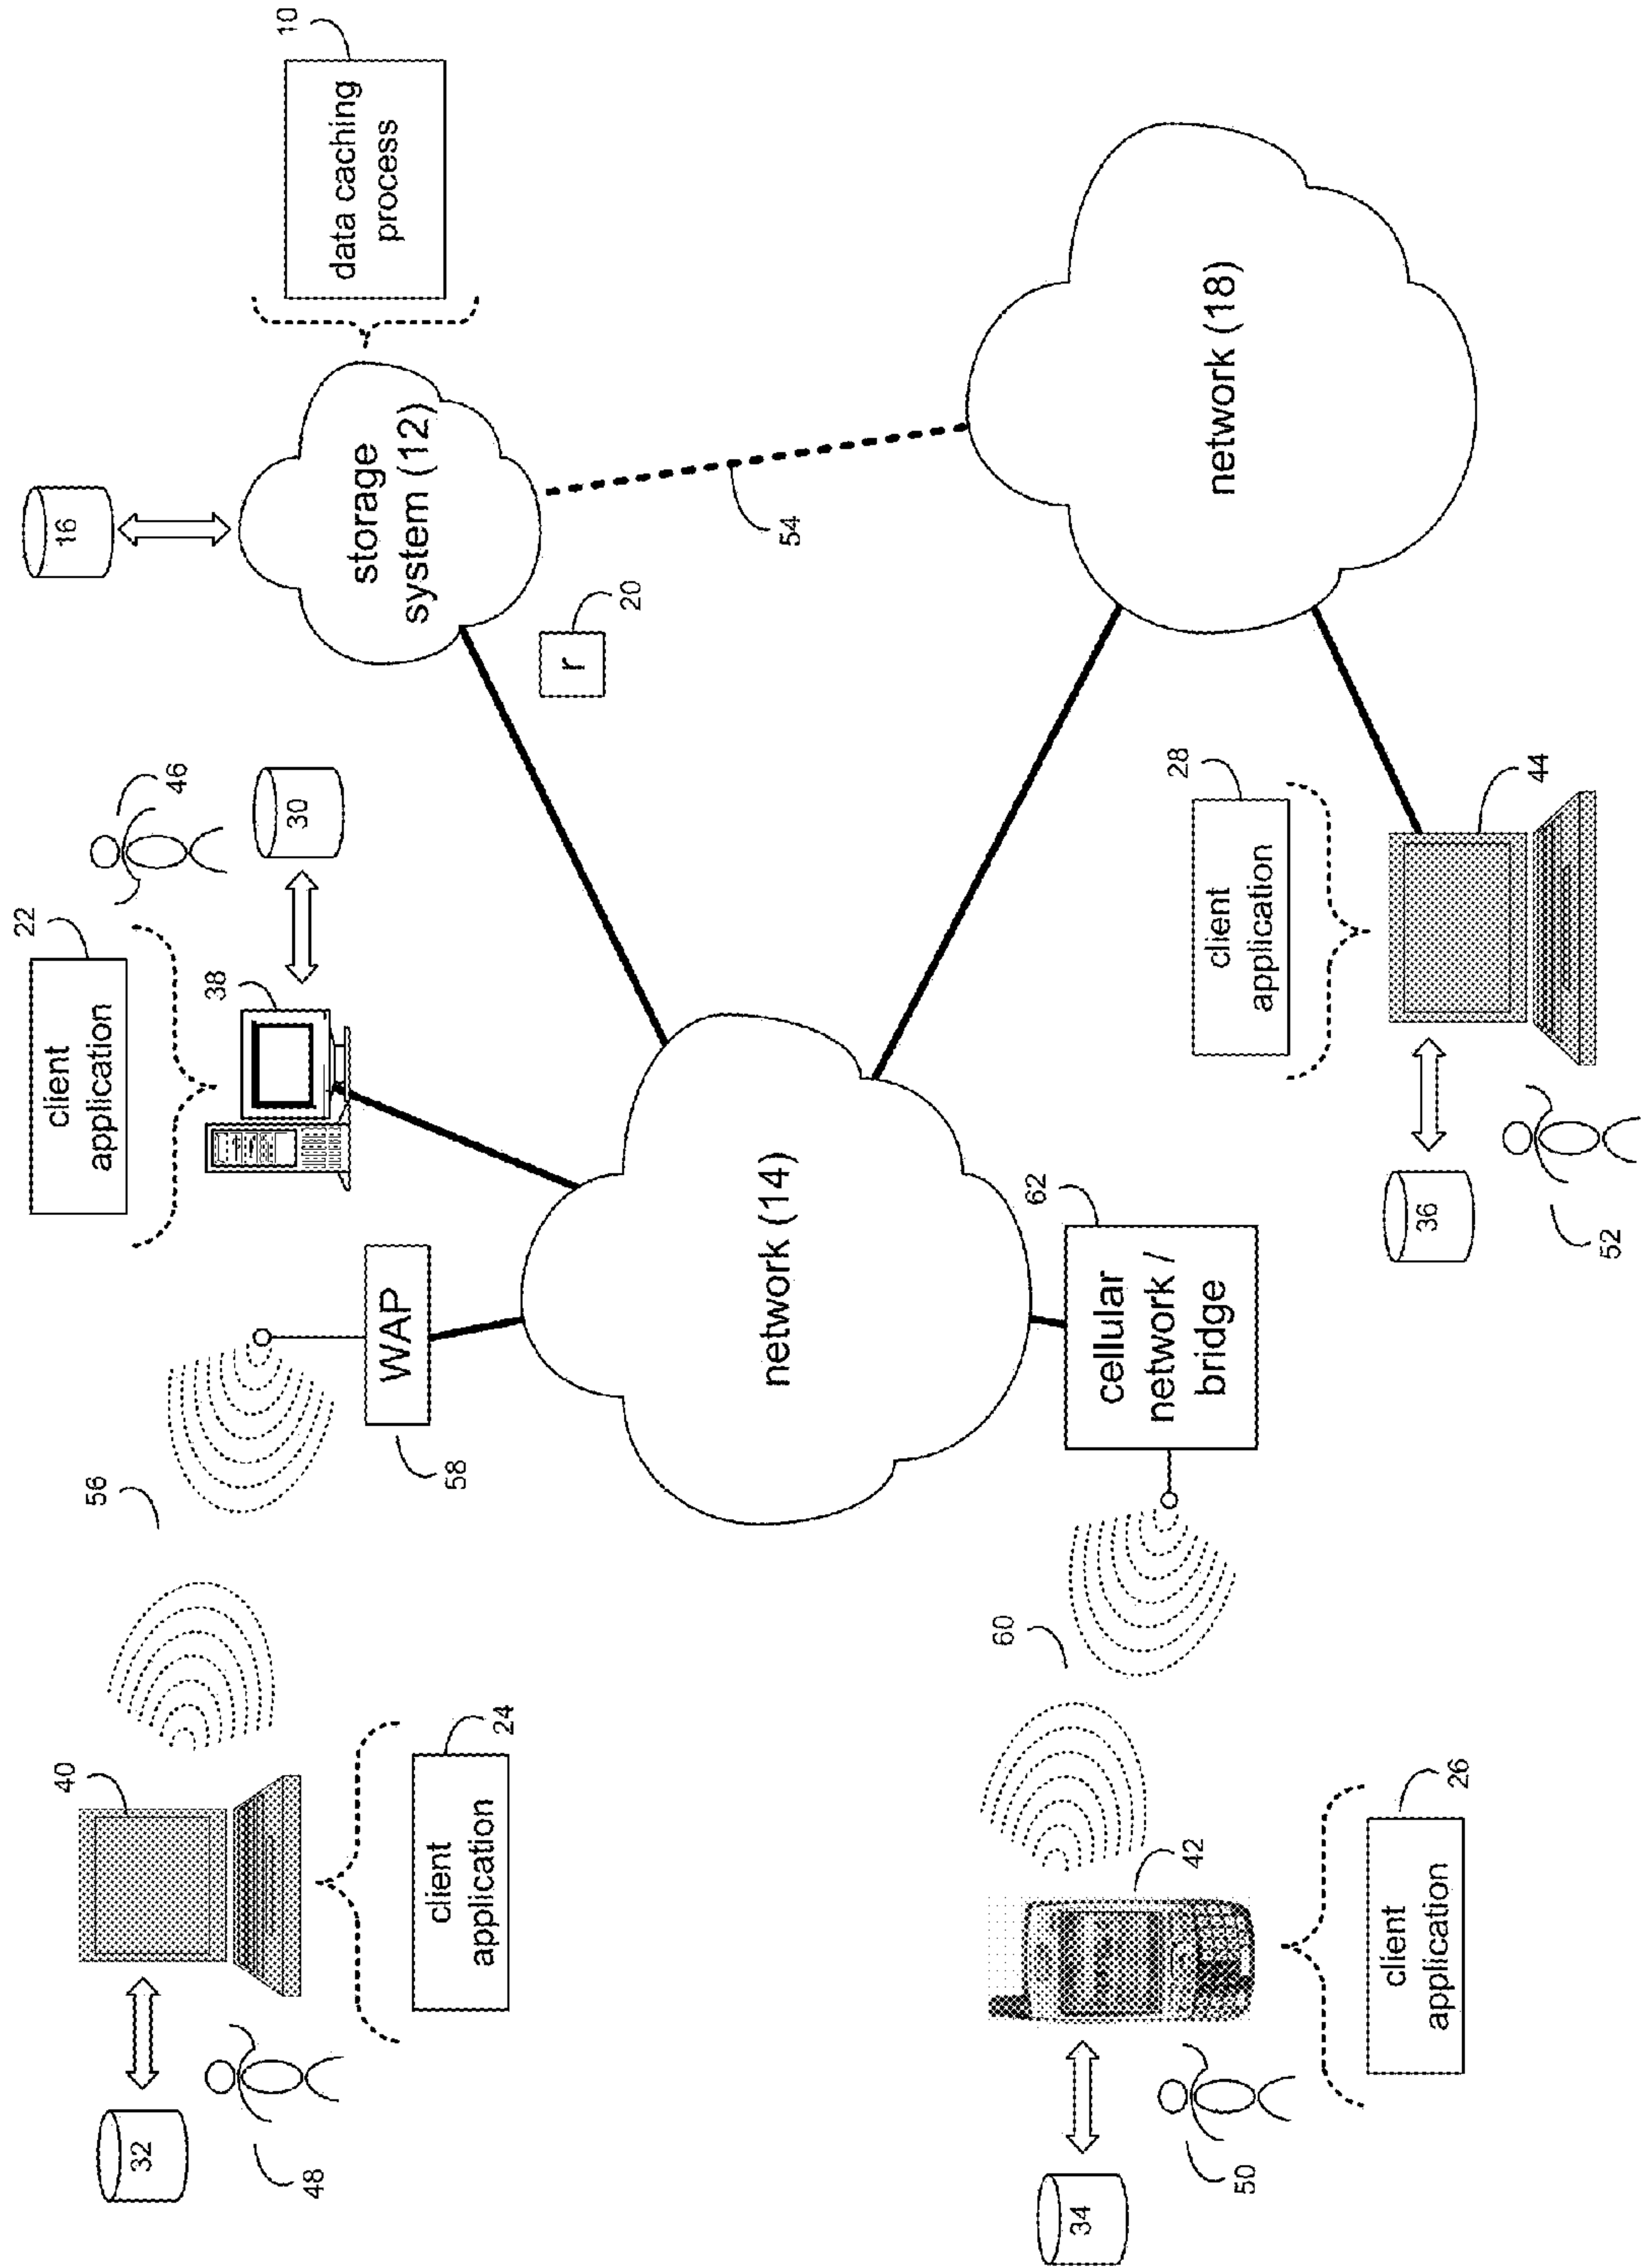 32
48
40
client
application
24
56
58
WAP
client
application
22
38
46
30
16
storage
system (12)
10
data caching
process
r
20
network (14)
54
34
50
42
client
application
26
60
62
cellular
network /
bridge
network (18)
client
application
28
36
52
44